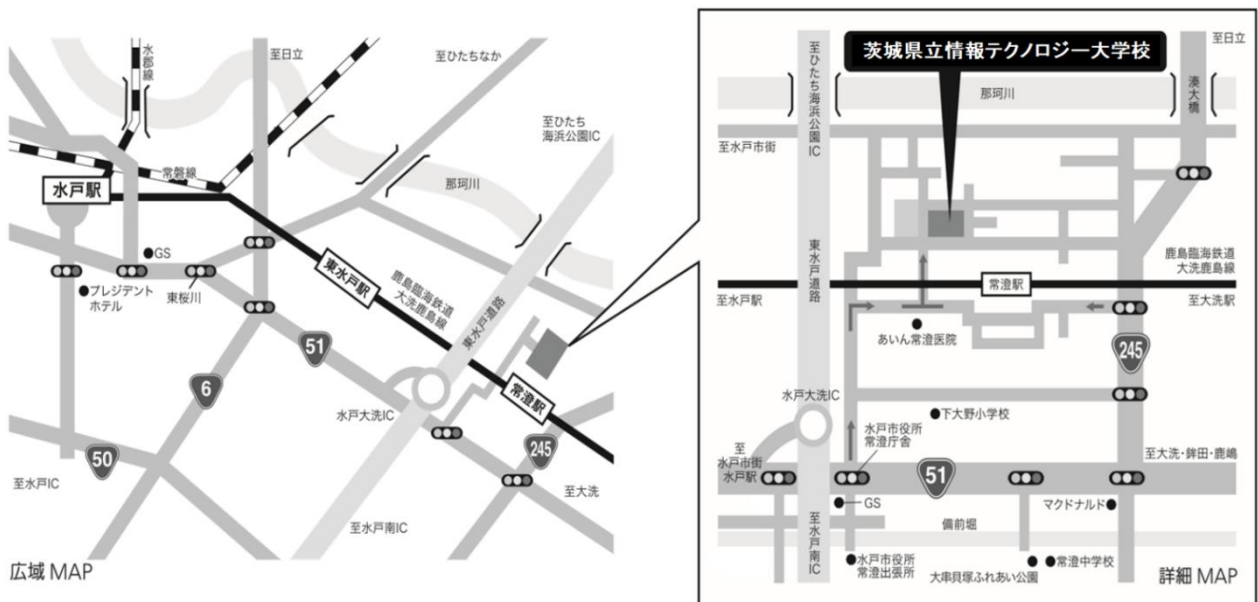 水郡線
至日立
至ひたちなか
至ひたち
海浜公園IC
常磐線
水戸駅
那珂川
GS
東桜川
プレジデント
ホテル
東水戸駅
鹿島臨海鉄道
大洗鹿島線
東水戸道路
51
6
水戸大洗IC
常澄駅
50
245
至水戸IC
至大洗
至水戸南IC
広域 MAP
茨城県立情報テクノロジー大学校
至ひたち海浜公園IC
至日立
湊大橋
那珂川
至水戸市街
東水戸道路
鹿島臨海鉄道
大洗鹿島線
常澄駅
至水戸駅
至大洗駅
あいん常澄医院
245
水戸大洗IC
下大野小学校
水戸市役所
常澄庁舎
至
水戸市街
水戸駅
至大洗・鉾田・鹿嶋
51
GS
マクドナルド
備前堀
至水戸南IC
水戸市役所
常澄出張所
大串貝塚ふれあい公園
常澄中学校
詳細 MAP